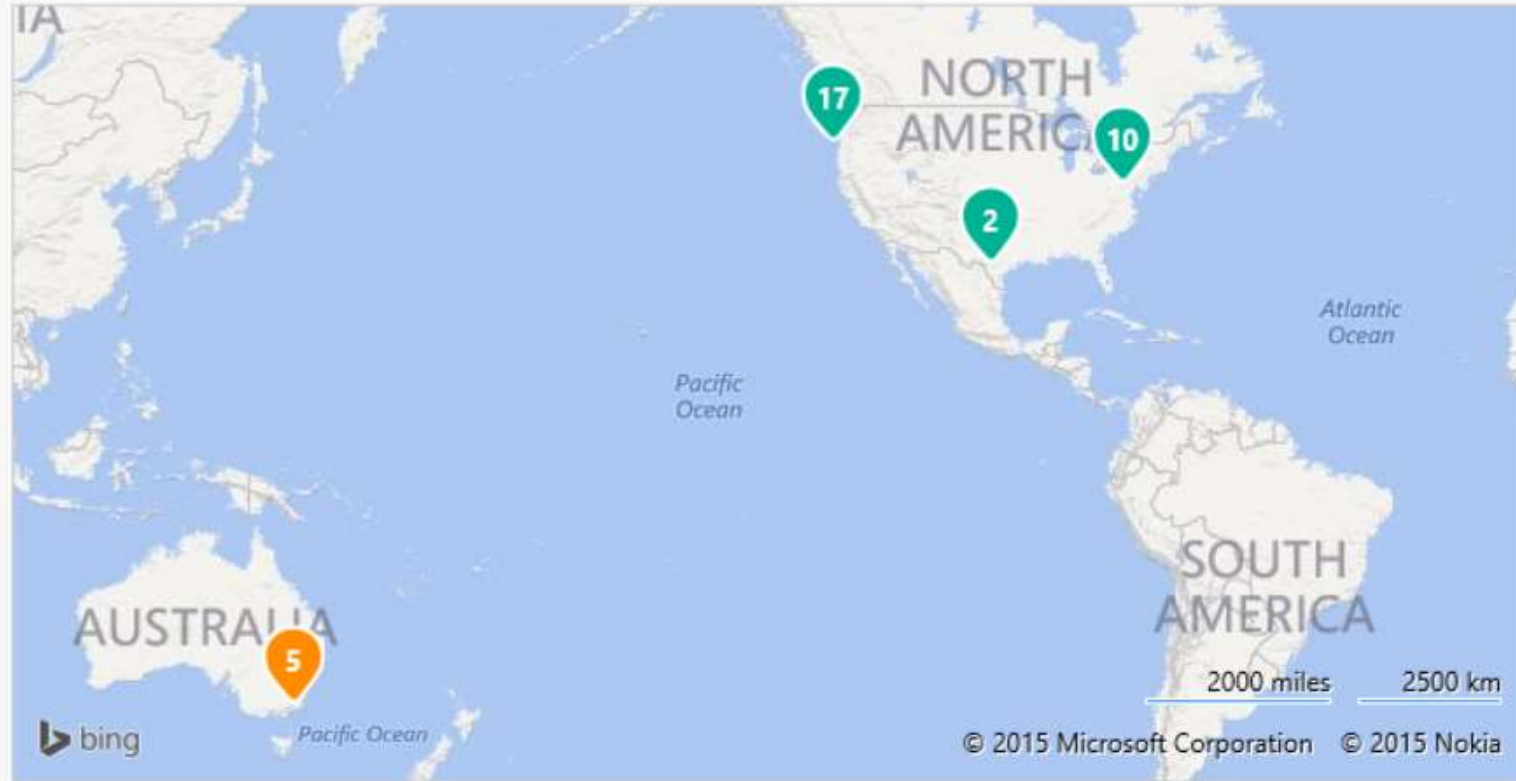 IA
NORTH
AMERICA
17
10
2
Atlantic
Ocean
Pacific
Ocean
SOUTH
AMERICA
AUSTRALIA
5
2000 miles 2500 km
bing
Pacific Ocean
© 2015 Microsoft Corporation © 2015 Nokia